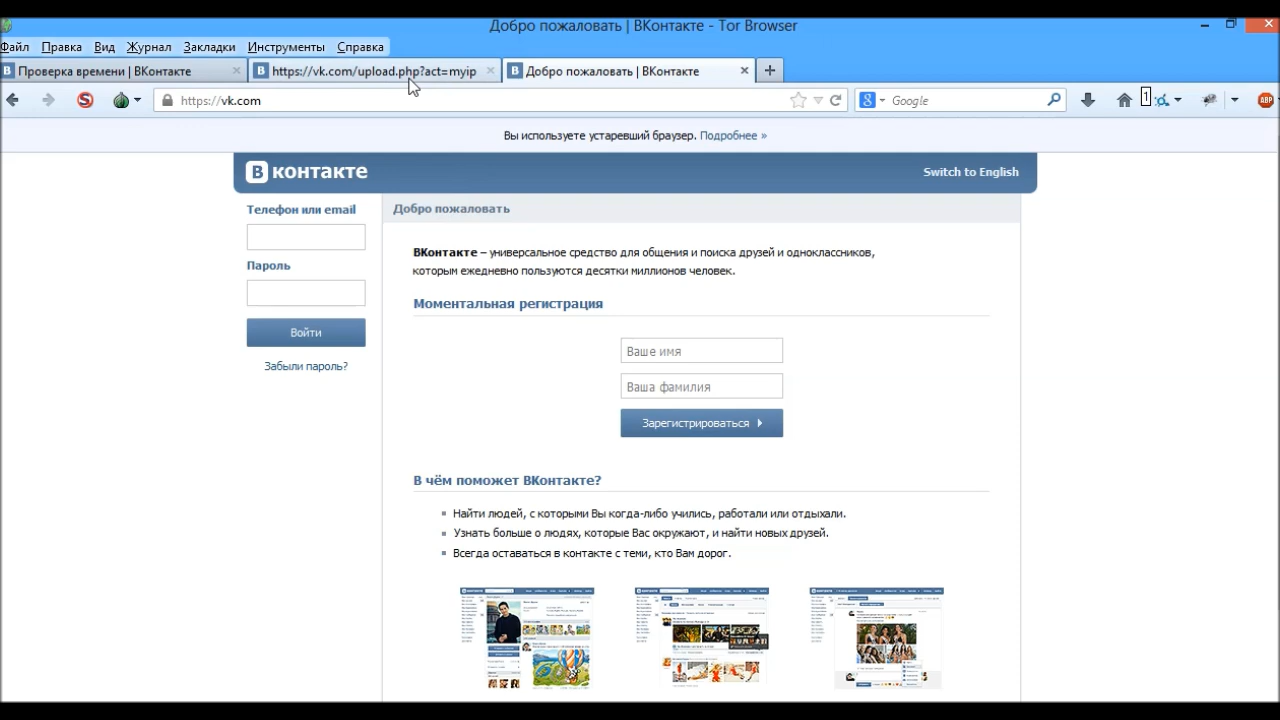 Добро пожаловать | ВКонтакте - Tor Browser
Файл Правка Вид Журнал Закладки Инструменты Справка
Проверка времени | ВКонтакте https://vk.com/upload.php?act=myip Добро пожаловать | ВКонтакте
https://vk.com Google 1 ABP
Вы используете устаревший браузер. Подробнее »
В контакте Switch to English
Телефон или email
Пароль
Войти
Забыли пароль?
Добро пожаловать
ВКонтакте – универсальное средство для общения и поиска друзей и одноклассников,
которым ежедневно пользуются десятки миллионов человек.
Моментальная регистрация
Ваше имя
Ваша фамилия
Зарегистрироваться
В чём поможет ВКонтакте?
Найти людей, с которыми Вы когда-либо учились, работали или отдыхали.
Узнать больше о людях, которые Вас окружают, и найти новых друзей.
Всегда оставаться в контакте с теми, кто Вам дорог.